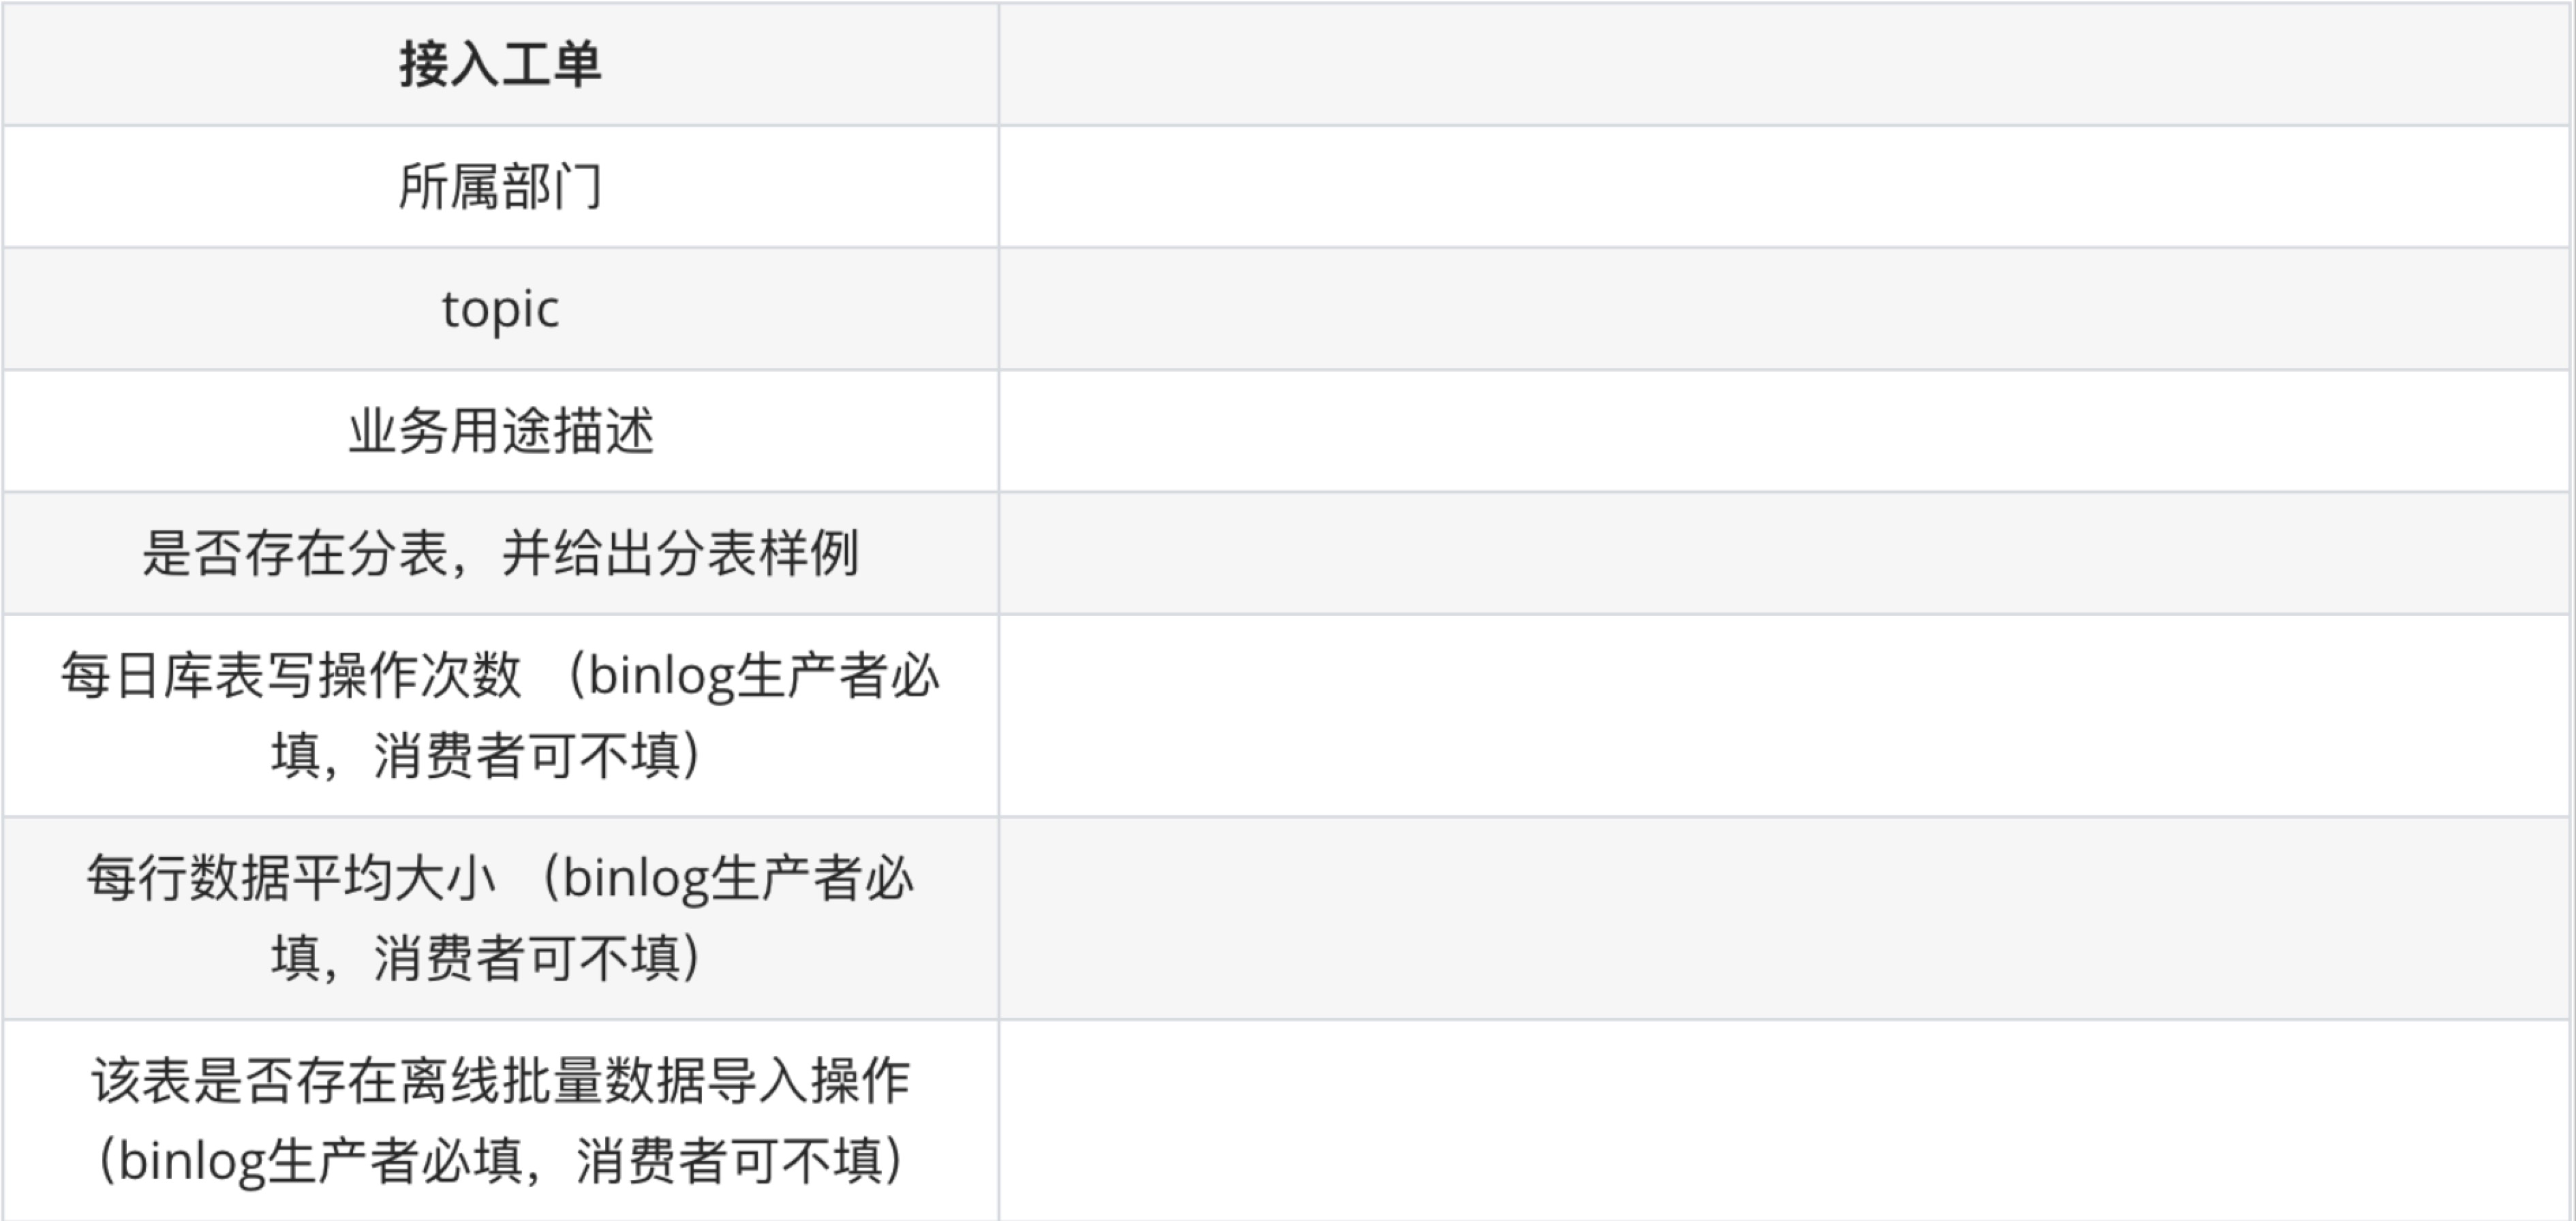 接入工单
所属部门
topic
业务用途描述
是否存在分表，并给出分表样例
每日库表写操作次数 （binlog生产者必
填，消费者可不填）
每行数据平均大小 （binlog生产者必
填，消费者可不填）
该表是否存在离线批量数据导入操作
（binlog生产者必填，消费者可不填）